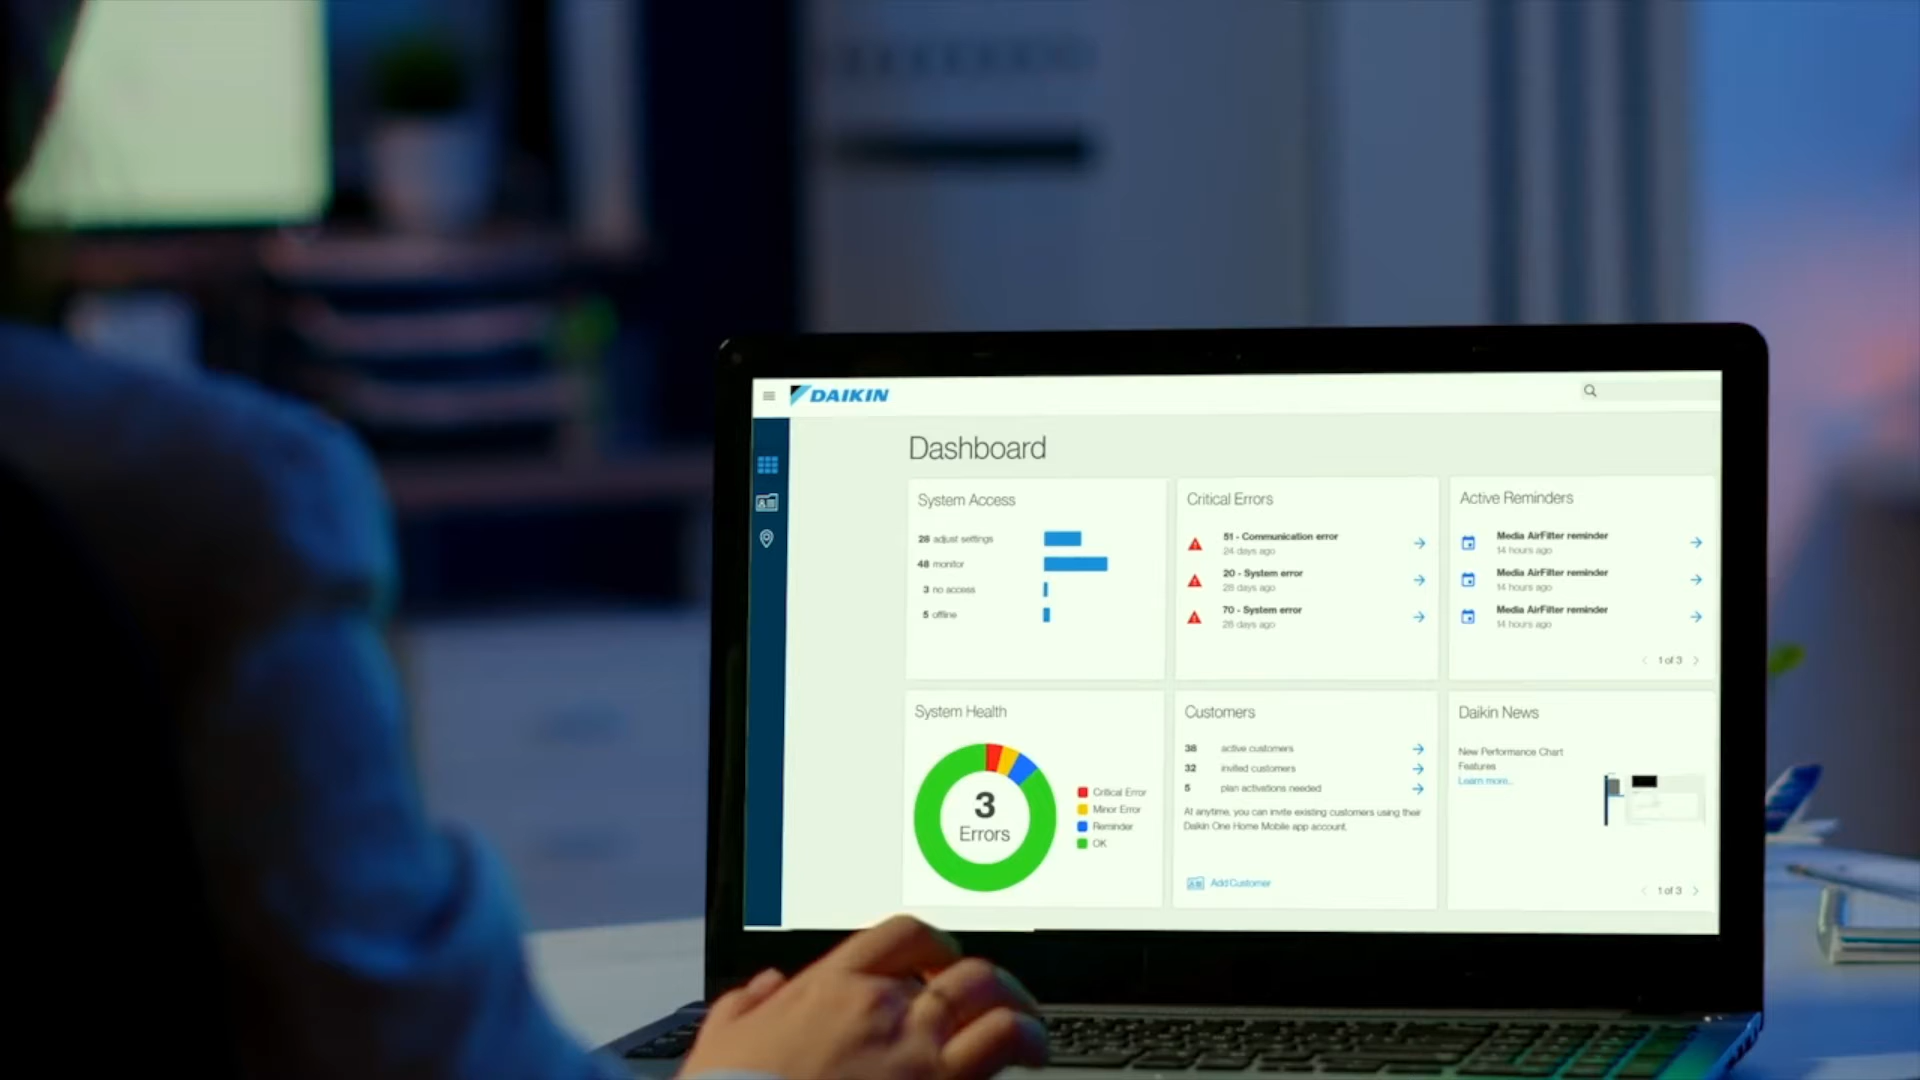 DAIKIN
Dashboard
System Access
28 adjust settings
48 monitor
3 no access
5 offline
Critical Errors
51 - Communication error
24 days ago
20 - System error
28 days ago
70 - System error
28 days ago
Active Reminders
Media AirFilter reminder
14 hours ago
Media AirFilter reminder
14 hours ago
Media AirFilter reminder
14 hours ago
1 of 3
System Health
3
Errors
Critical Error
Minor Error
Reminder
OK
Customers
38 active customers
32 invited customers
5 plan activations needed
At anytime, you can invite existing customers using their
Daikin One Home Mobile app account.
Add Customer
Daikin News
New Performance Chart
Features
Learn more...
1 of 3